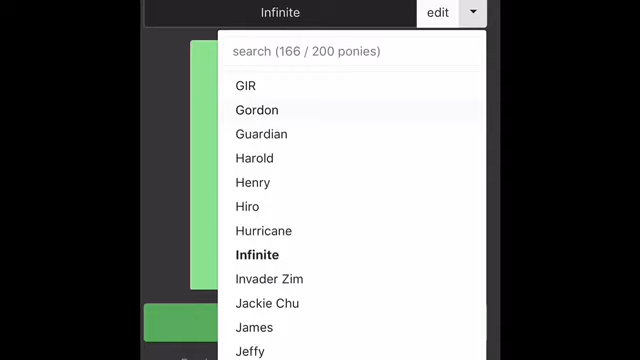 Infinite
edit
search (166 / 200 ponies)
GIR
Gordon
Guardian
Harold
Henry
Hiro
Hurricane
Infinite
Invader Zim
Jackie Chu
James
Jeffy